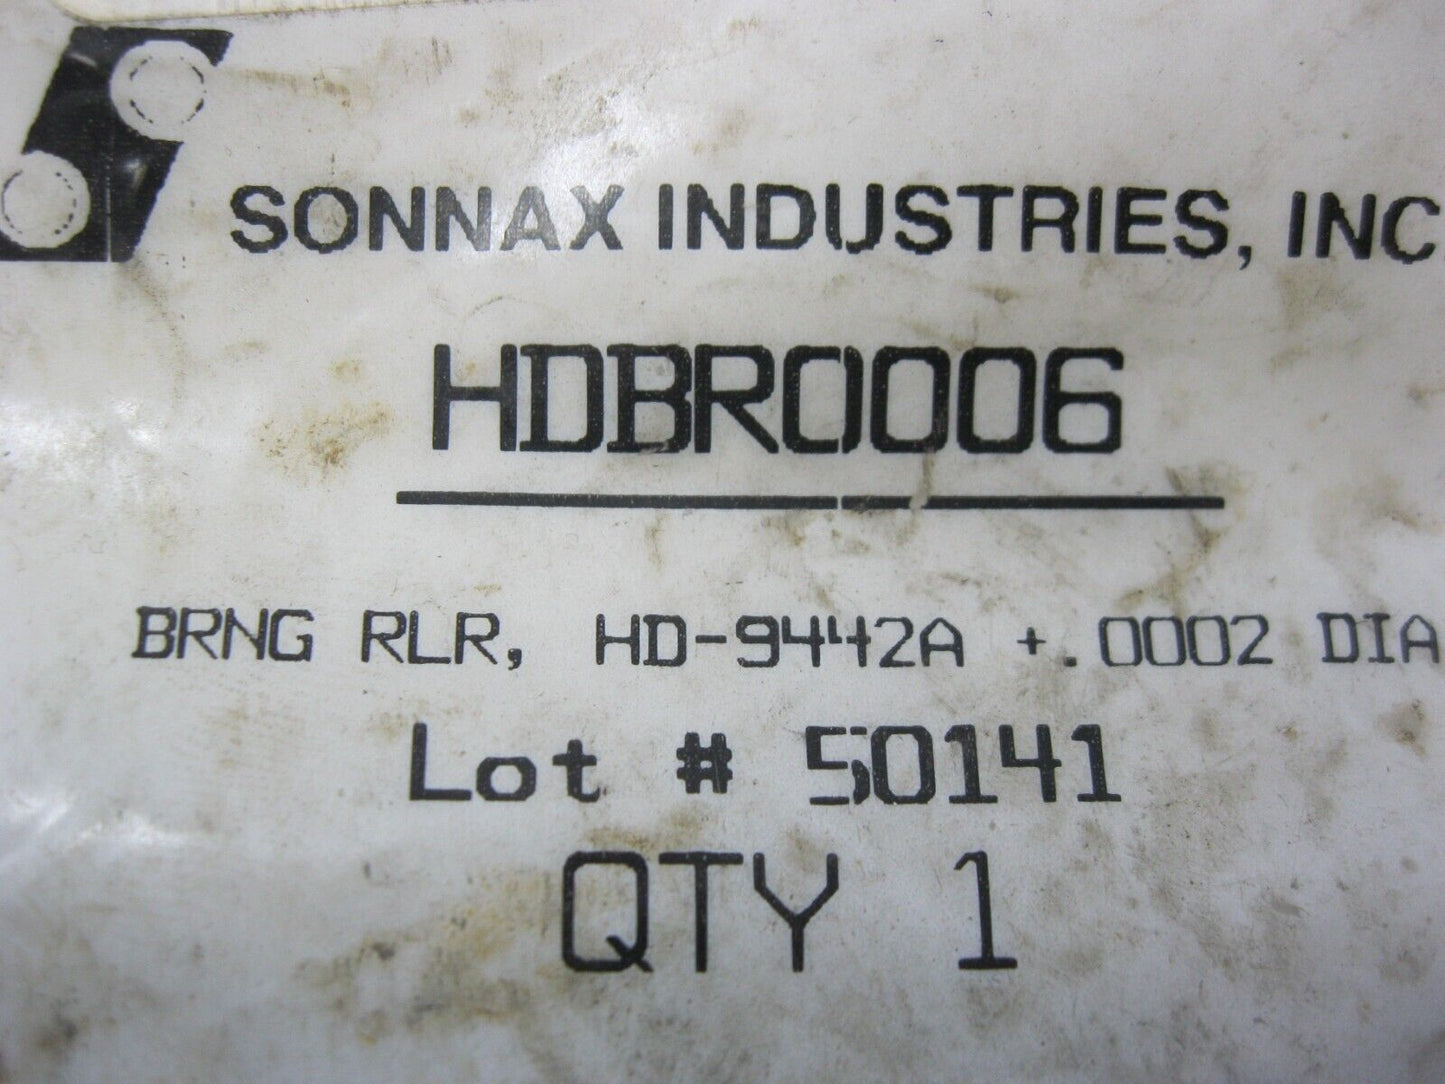 SONNAX INDUSTRIES, INC.
HDBR0006
BRNG RLR, HD-9442A +.0002 DIA
Lot # 50141
QTY 1